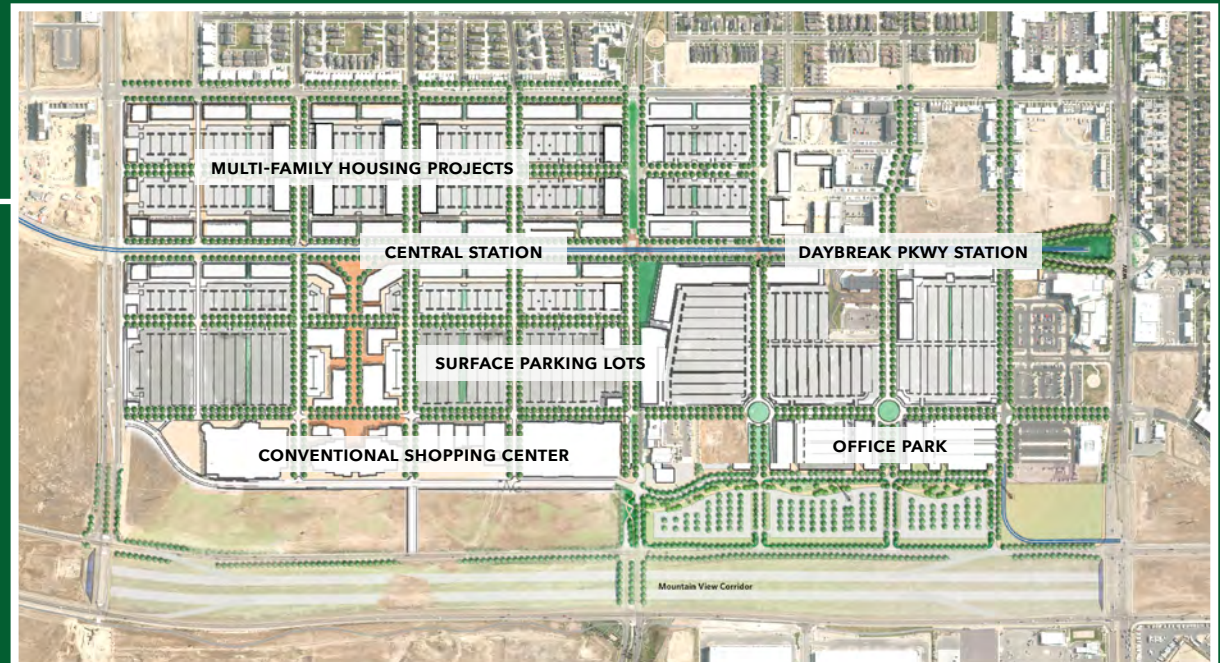 MULTI-FAMILY HOUSING PROJECTS
CENTRAL STATION
DAYBREAK PKWY STATION
SURFACE PARKING LOTS
CONVENTIONAL SHOPPING CENTER
OFFICE PARK
Mountain View Corridor